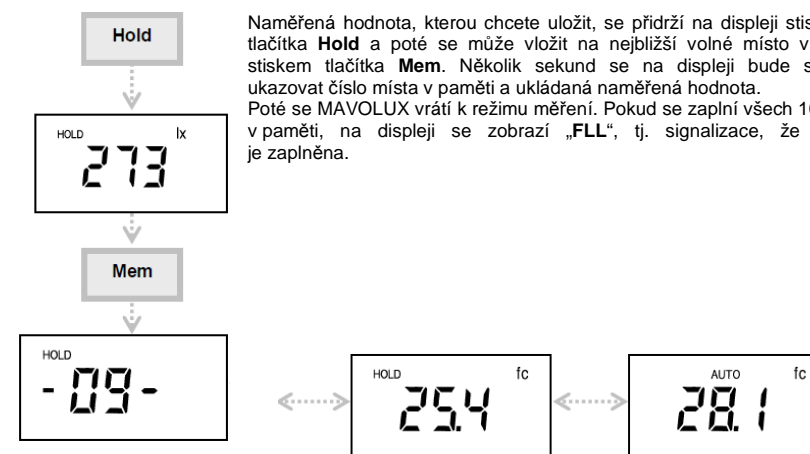 Hold
Naměřená hodnota, kterou chcete uložit, se přidrží na displeji
tlačítka Hold a poté se může vložit na nejbližší volné místo v
stiskem tlačítka Mem. Několik sekund se na displeji bude
ukazovat číslo místa v paměti a ukládaná naměřená hodnota.
Poté se MAVOLUX vrátí k režimu měření. Pokud se zaplní všech
v paměti, na displeji se zobrazí „FLL“, tj. signalizace, že
je zaplněna.
HOLD lx
273
Mem
HOLD
- 09 -
HOLD fc
25.4
AUTO fc
28.1